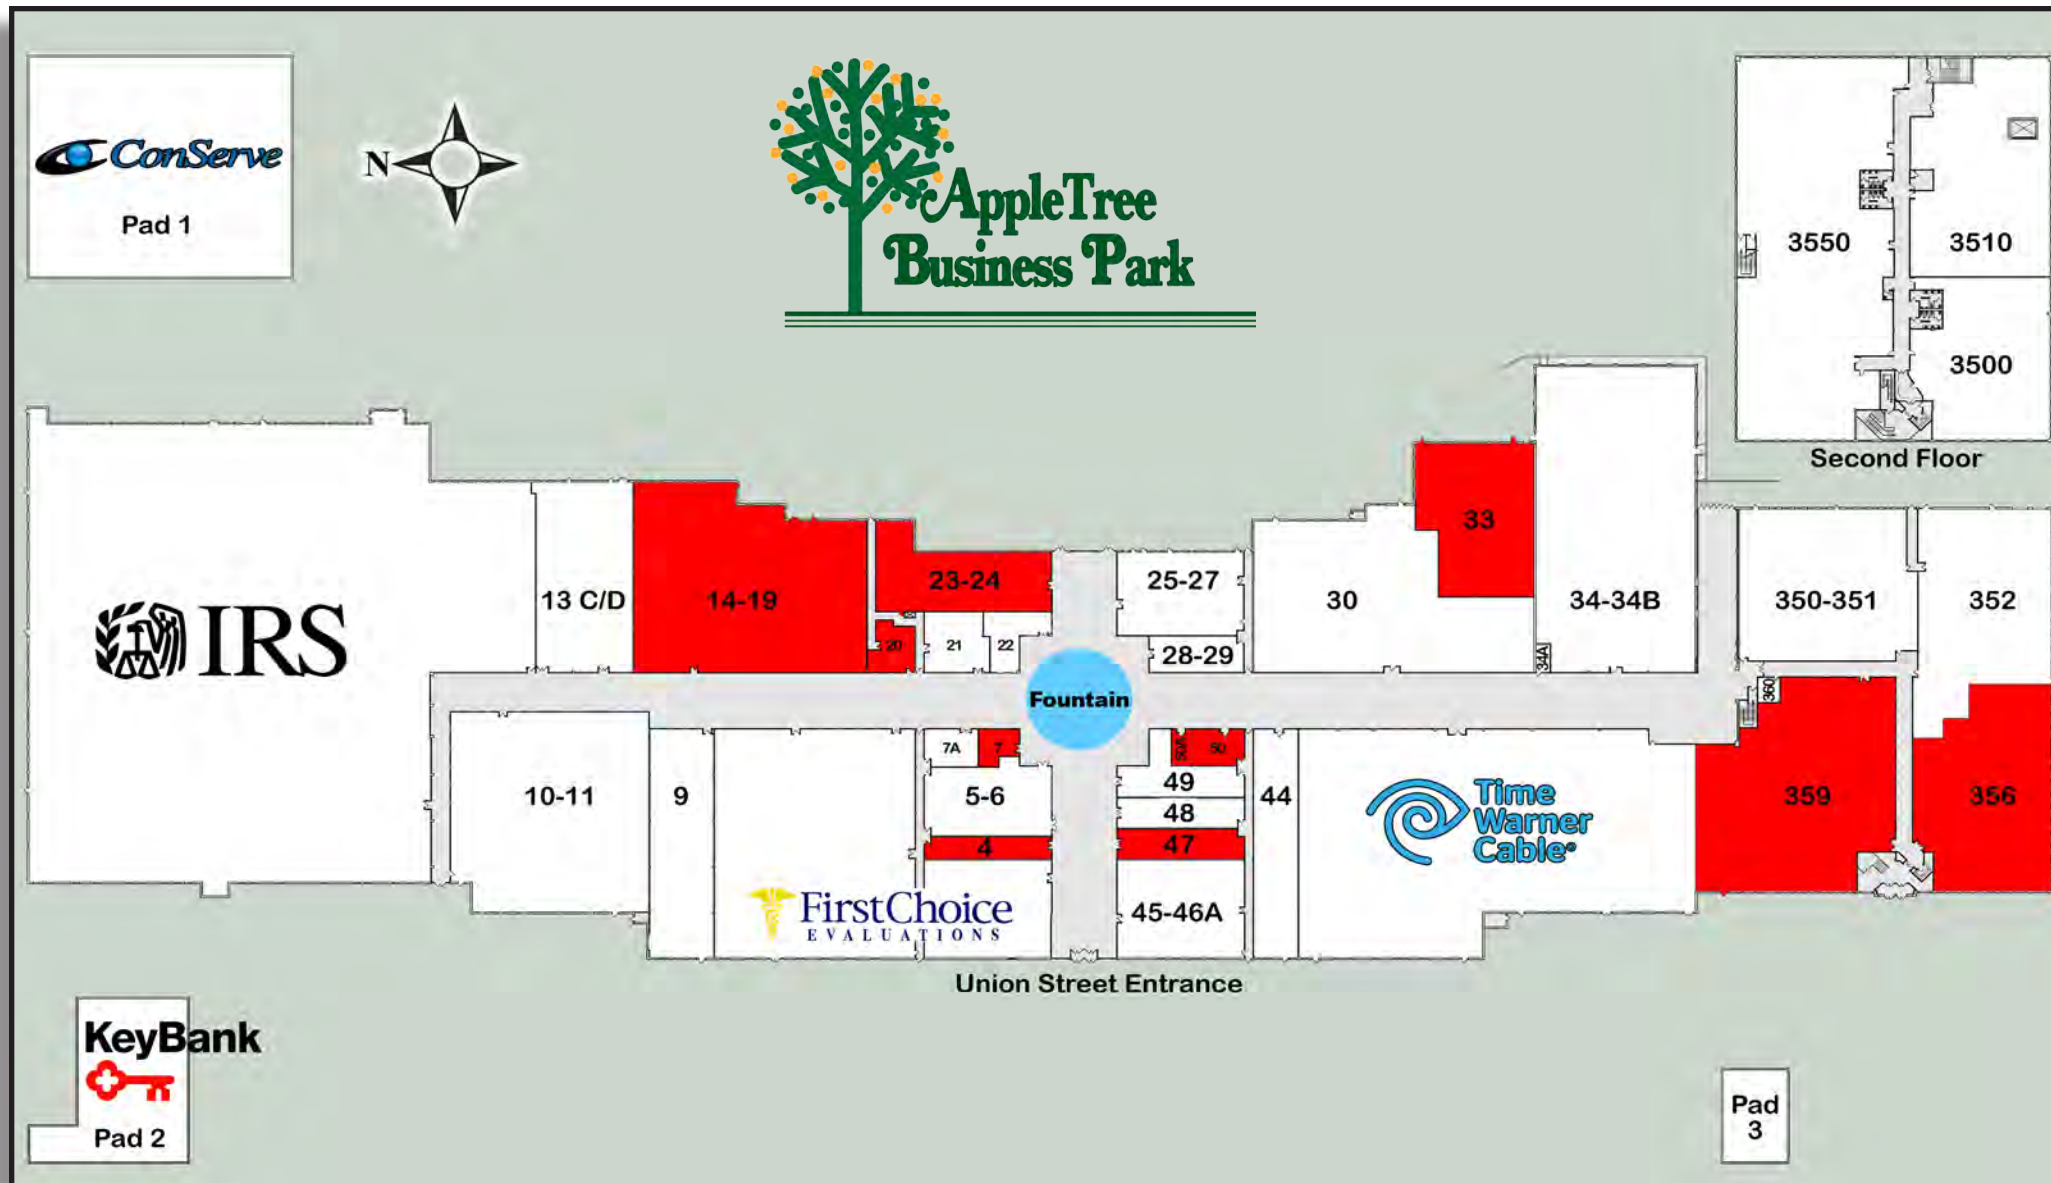 ConServe
Pad 1
N
AppleTree
Business Park
3550
3510
3500
Second Floor
IRS
13 C/D
14-19
23-24
20
21
22
25-27
28-29
30
33
34-34B
34A
350-351
352
360
Fountain
10-11
9
7A
7
5-6
4
FirstChoice
EVALUATIONS
50A
50
49
48
47
45-46A
44
Time
Warner
Cable®
359
356
Union Street Entrance
KeyBank
Pad 2
Pad
3